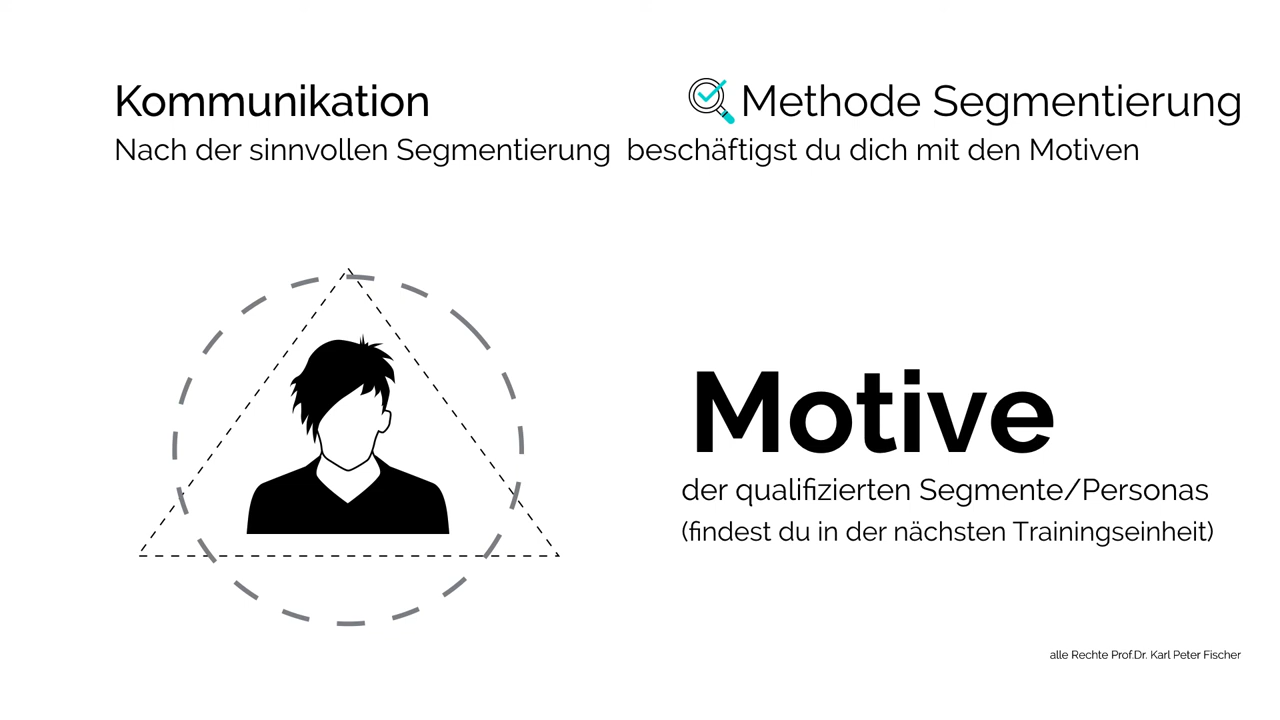 Kommunikation
Methode Segmentierung
Nach der sinnvollen Segmentierung beschäftigst du dich mit den Motiven
Motive
der qualifizierten Segmente/Personas
(findest du in der nächsten Trainingseinheit)
alle Rechte Prof.Dr. Karl Peter Fischer